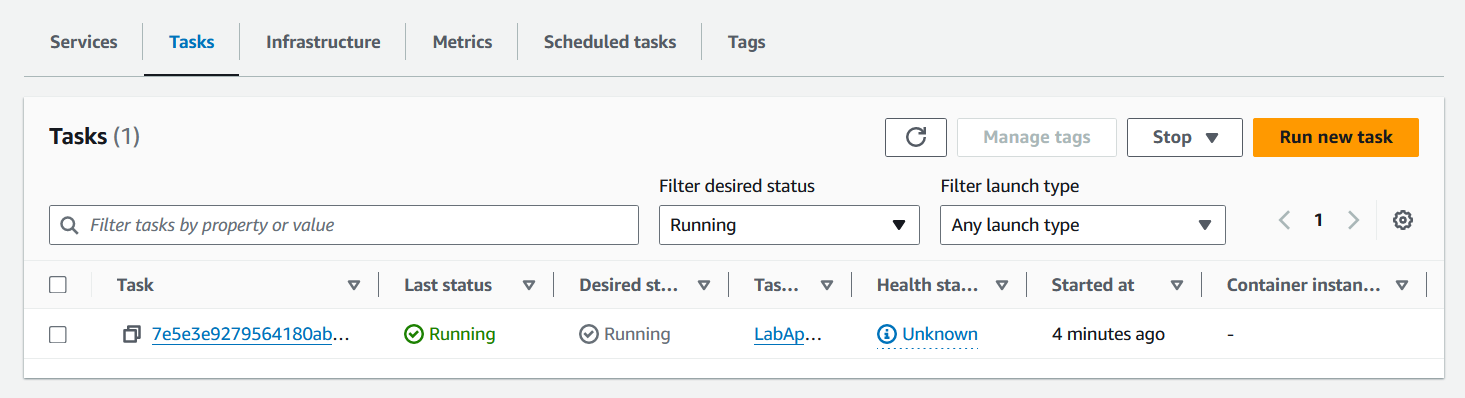 Services Tasks Infrastructure Metrics Scheduled tasks Tags
Tasks (1) Manage tags Stop Run new task
Filter desired status Filter launch type
Filter tasks by property or value Running Any launch type 1
Task Last status Desired st... Tas... Health sta... Started at Container instan...
7e5e3e9279564180ab... Running Running LabAp... Unknown 4 minutes ago -